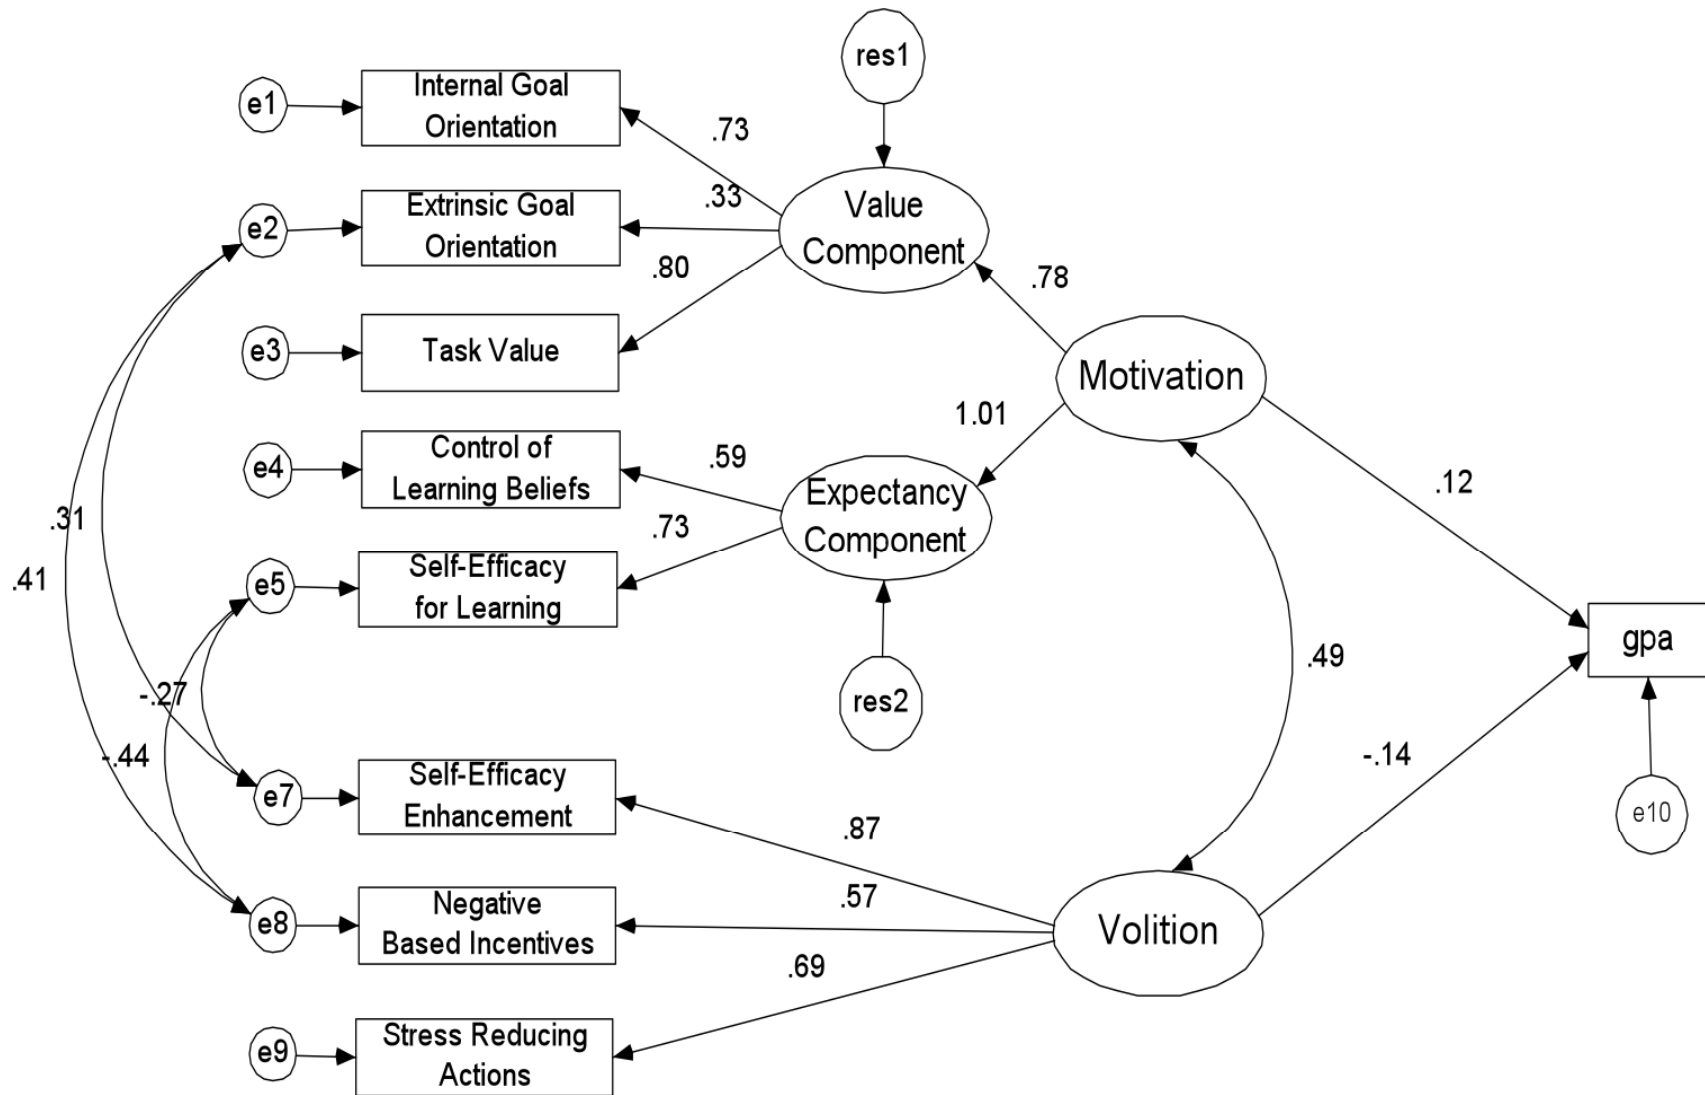 res1
e1
Internal Goal
Orientation
.73
e2
Extrinsic Goal
Orientation
.33
Value
Component
.80
.78
e3
Task Value
Motivation
1.01
e4
Control of
Learning Beliefs
.59
Expectancy
Component
.12
.31
.73
.41
e5
Self-Efficacy
for Learning
gpa
.49
-.27
res2
-.44
-.14
e7
Self-Efficacy
Enhancement
e10
.87
e8
Negative
Based Incentives
.57
Volition
.69
e9
Stress Reducing
Actions